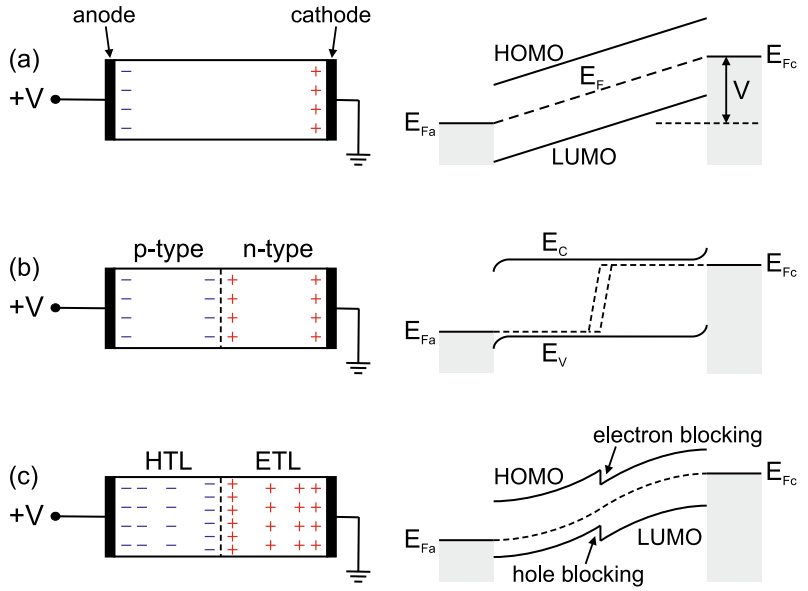 anode
cathode
(a)
+V
HOMO
E_F
LUMO
E_Fa
E_Fc
V
(b)
p-type
n-type
+V
E_C
E_V
E_Fa
E_Fc
(c)
HTL
ETL
+V
electron blocking
HOMO
E_Fc
E_Fa
LUMO
hole blocking